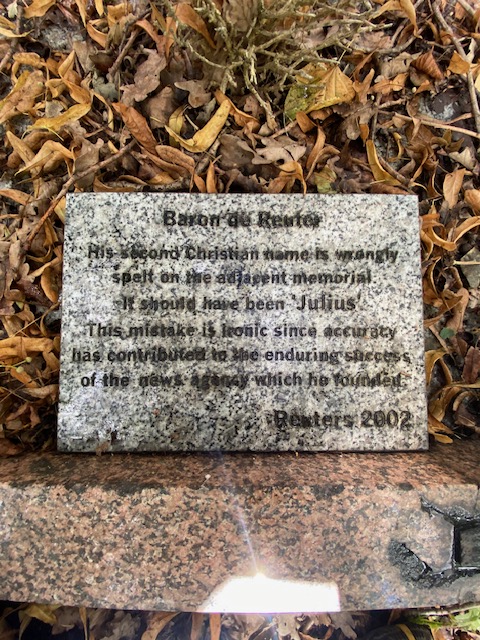 Baron de Reuter
His second Christian name is wrongly
spelt on the adjacent memorial.
It should have been 'Julius'
This mistake is ironic since accuracy
has contributed to the enduring success
of the news agency which he founded.
Reuters 2002